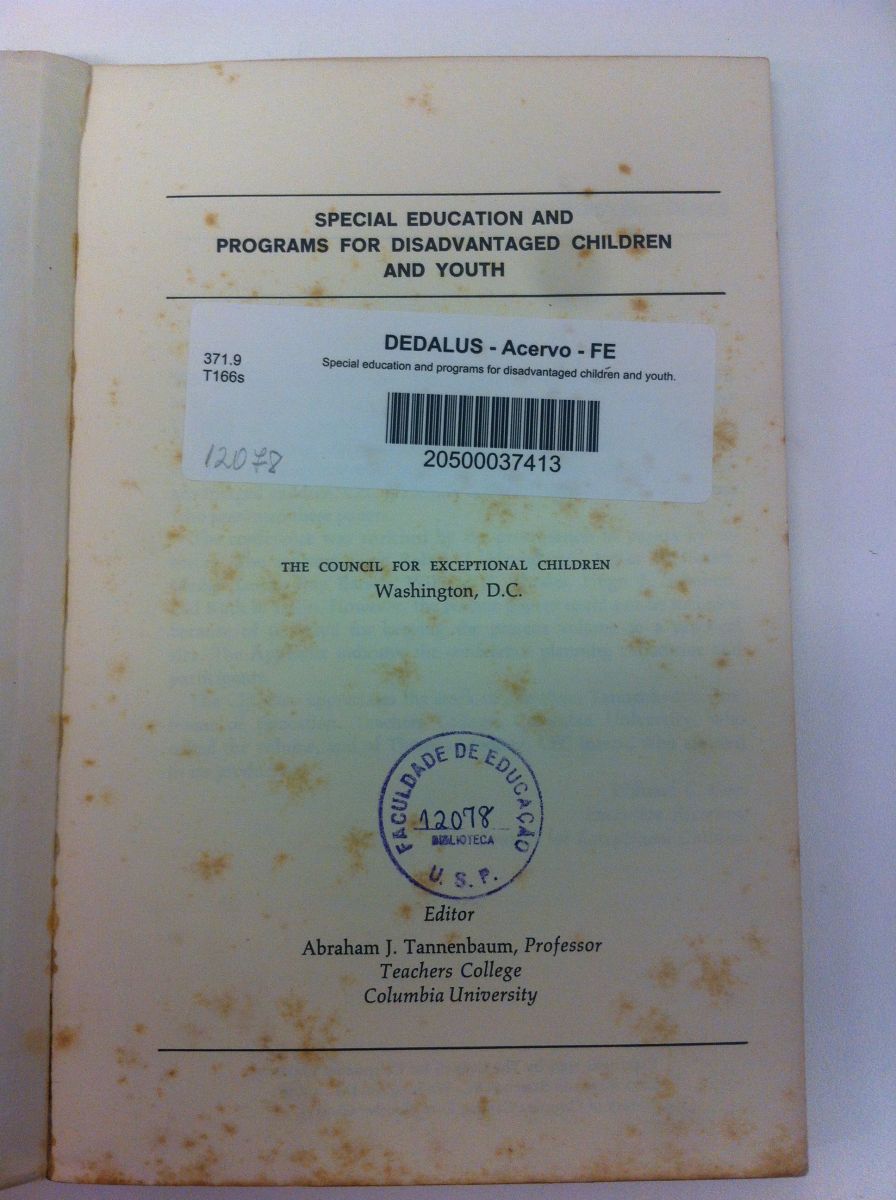 SPECIAL EDUCATION AND
PROGRAMS FOR DISADVANTAGED CHILDREN
AND YOUTH
DEDALUS - Acervo - FE
371.9
T166s
Special education and programs for disadvantaged children and youth.
20500037413
12078
THE COUNCIL FOR EXCEPTIONAL CHILDREN
Washington, D.C.
FACULDADE DE EDUCAÇÃO
12078
BIBLIOTECA
U. S. P.
Editor
Abraham J. Tannenbaum, Professor
Teachers College
Columbia University